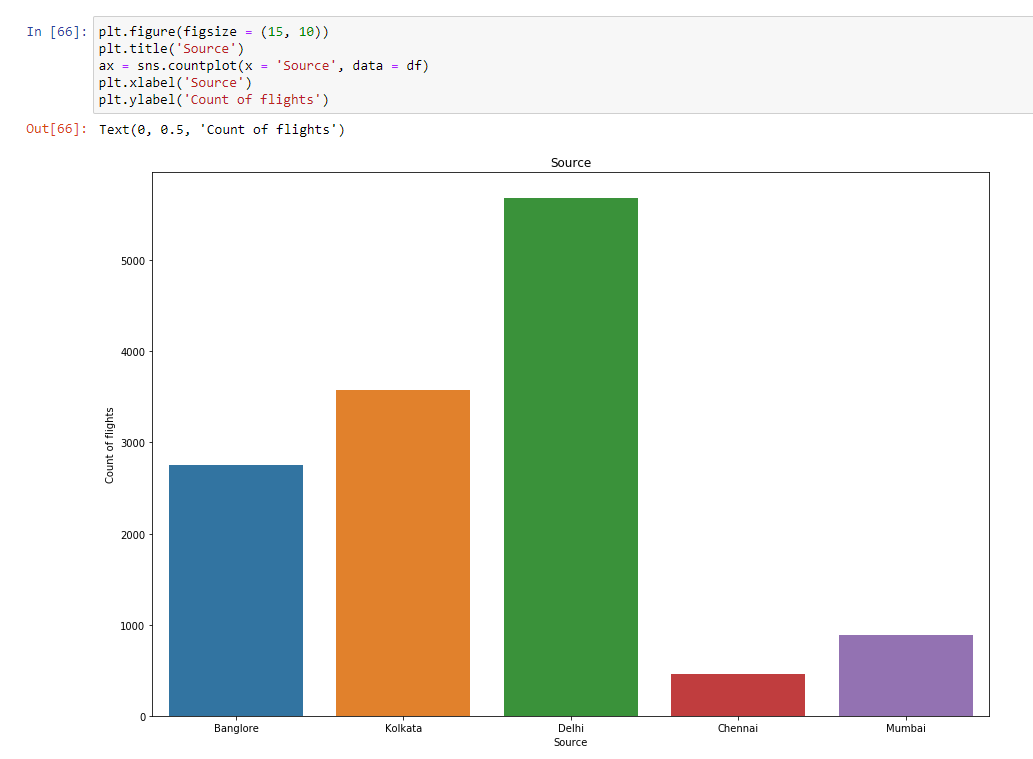 In [66]: plt.figure(figsize = (15, 10))
plt.title('Source')
ax = sns.countplot(x = 'Source', data = df)
plt.xlabel('Source')
plt.ylabel('Count of flights')
Out[66]: Text(0, 0.5, 'Count of flights')
Source
5000
4000
3000
2000
1000
0
Count of flights
Banglore Kolkata Delhi Chennai Mumbai
Source